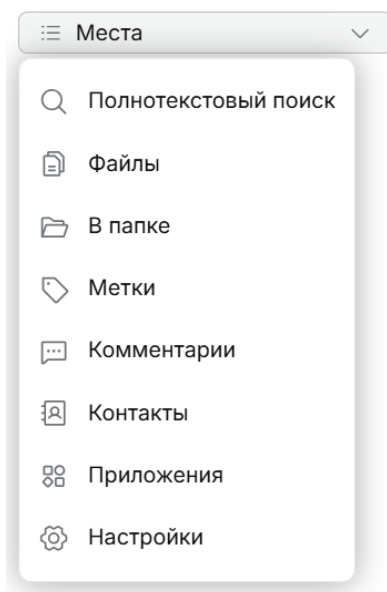 Места
Полнотекстовый поиск
Файлы
В папке
Метки
Комментарии
Контакты
Приложения
Настройки